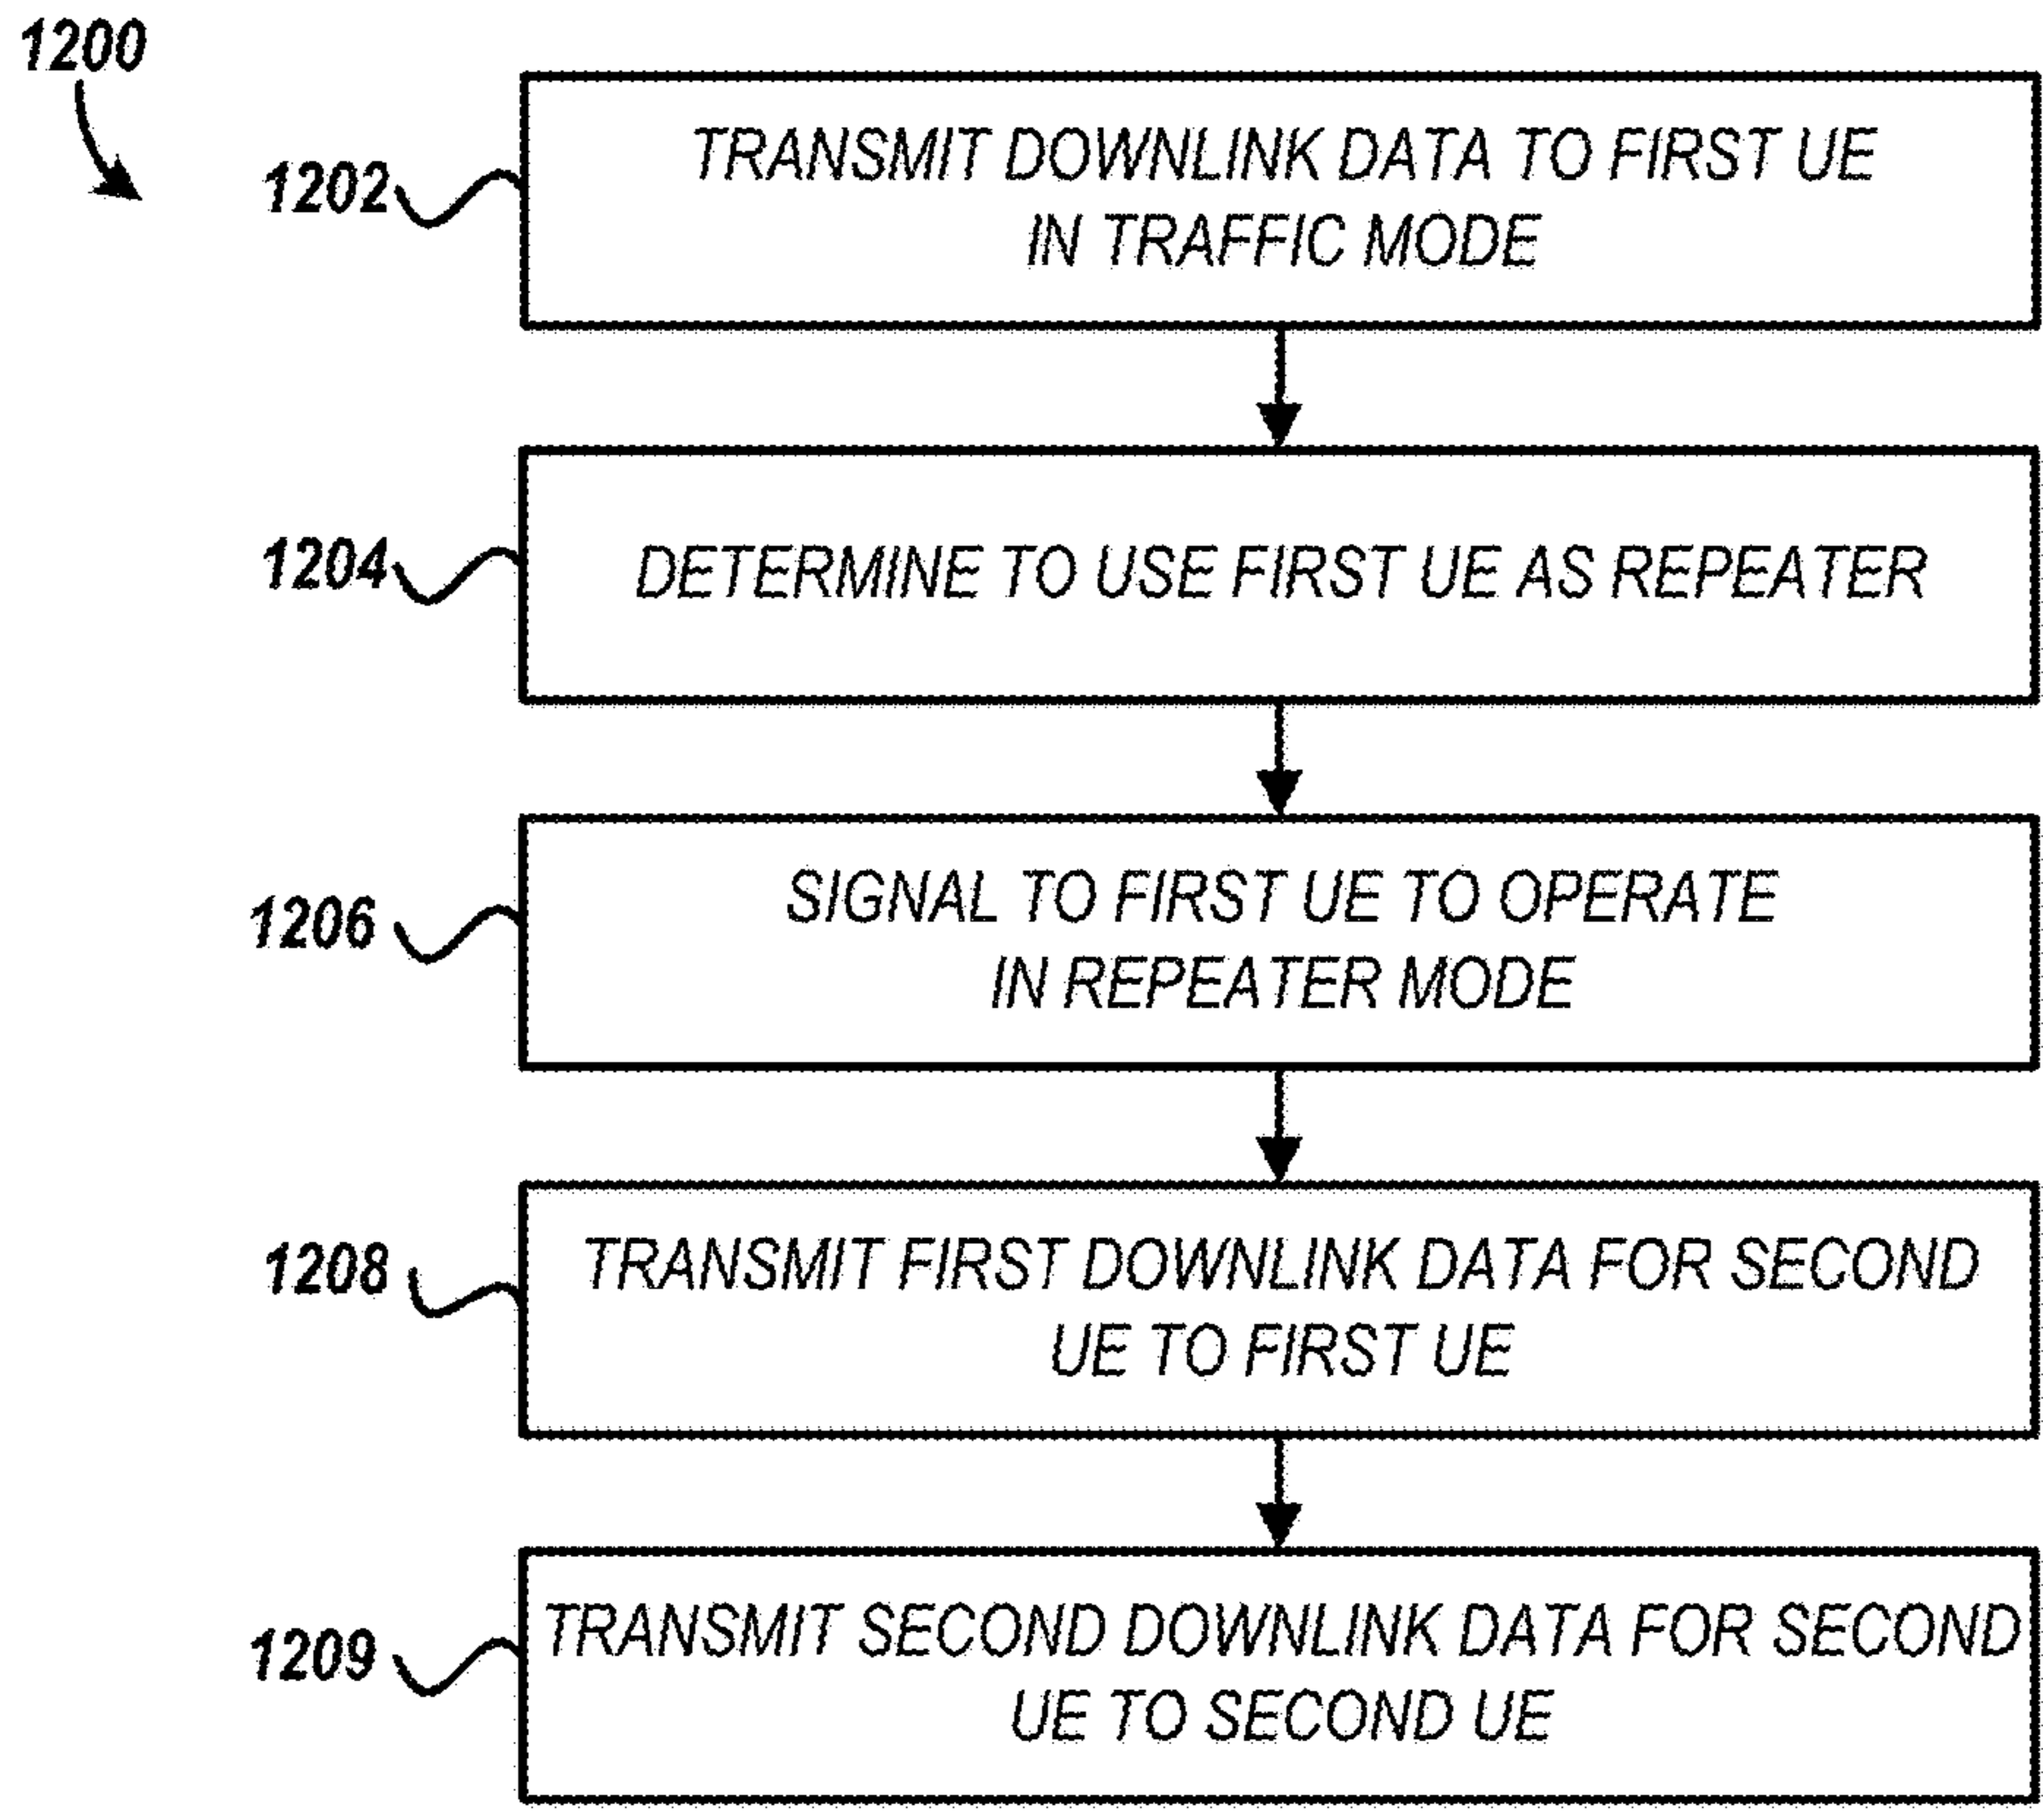 1200
1202
TRANSMIT DOWNLINK DATA TO FIRST UE
IN TRAFFIC MODE
1204
DETERMINE TO USE FIRST UE AS REPEATER
1206
SIGNAL TO FIRST UE TO OPERATE
IN REPEATER MODE
1208
TRANSMIT FIRST DOWNLINK DATA FOR SECOND
UE TO FIRST UE
1209
TRANSMIT SECOND DOWNLINK DATA FOR SECOND
UE TO SECOND UE